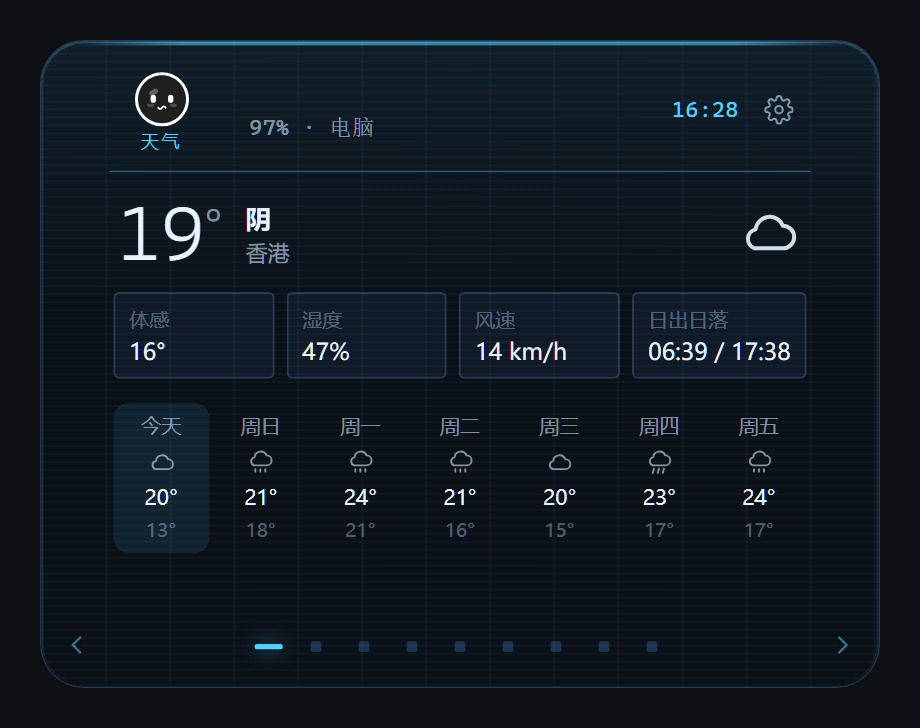 天气
97% · 电脑
16:28
19°
阴
香港
体感
16°
湿度
47%
风速
14 km/h
日出日落
06:39 / 17:38
今天 周日 周一 周二 周三 周四 周五
20° 21° 24° 21° 20° 23° 24°
13° 18° 21° 16° 15° 17° 17°